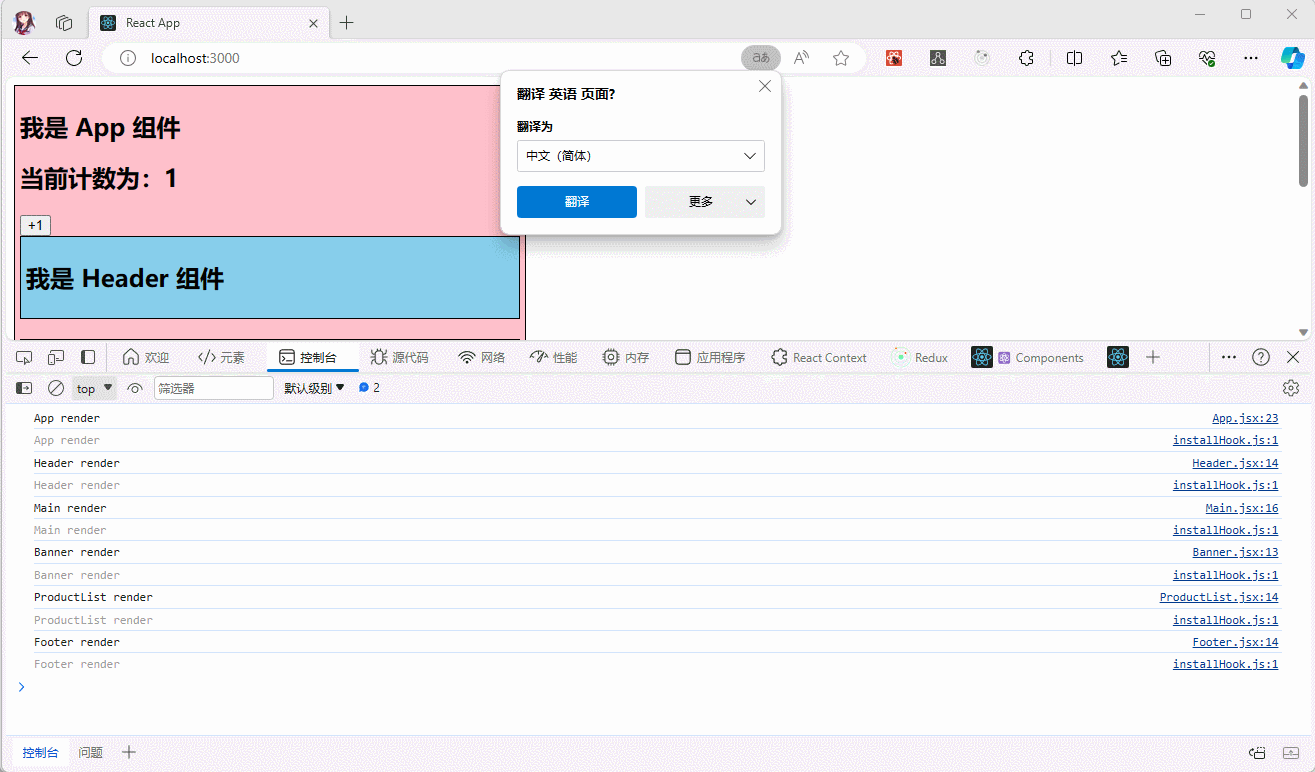 React App
localhost:3000
aあ
A
翻译 英语 页面?
翻译为
中文（简体）
翻译 更多
我是 App 组件
当前计数为：1
+1
我是 Header 组件
欢迎 元素 控制台 源代码 网络 性能 内存 应用程序 React Context Redux Components
top 筛选器 默认级别 2
App render App.jsx:23
App render installHook.js:1
Header render Header.jsx:14
Header render installHook.js:1
Main render Main.jsx:16
Main render installHook.js:1
Banner render Banner.jsx:13
Banner render installHook.js:1
ProductList render ProductList.jsx:14
ProductList render installHook.js:1
Footer render Footer.jsx:14
Footer render installHook.js:1
控制台 问题